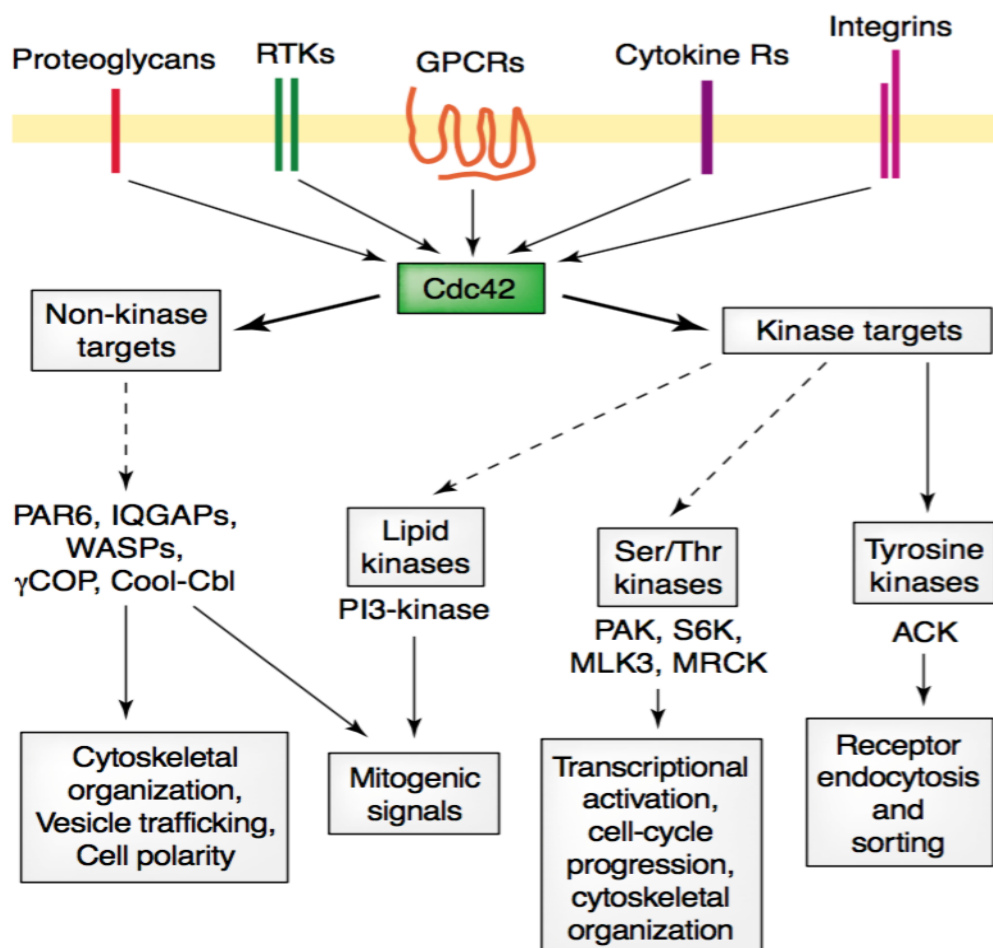 Proteoglycans
RTKs
GPCRs
Cytokine Rs
Integrins
Cdc42
Non-kinase
targets
Kinase targets
PAR6, IQGAPs,
WASPs,
γCOP, Cool-Cbl
Lipid
kinases
PI3-kinase
Ser/Thr
kinases
PAK, S6K,
MLK3, MRCK
Tyrosine
kinases
ACK
Cytoskeletal
organization,
Vesicle trafficking,
Cell polarity
Mitogenic
signals
Transcriptional
activation,
cell-cycle
progression,
cytoskeletal
organization
Receptor
endocytosis
and
sorting